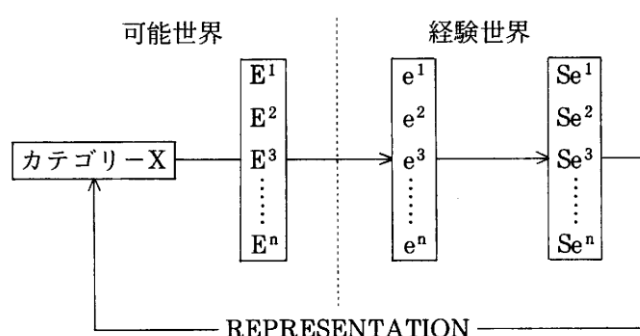 可能世界
経験世界
カテゴリーX
E¹
E²
E³
Eⁿ
e¹
e²
e³
eⁿ
Se¹
Se²
Se³
Seⁿ
REPRESENTATION